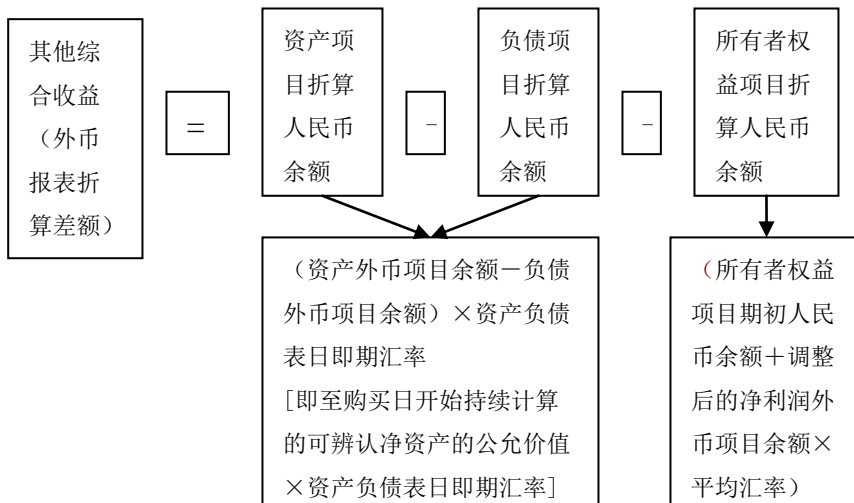 其他综
合收益
（外币
报表折
算差额）
＝
资产项
目折算
人民币
余额
－
负债项
目折算
人民币
余额
－
所有者权
益项目折
算人民币
余额
（资产外币项目余额－负债
外币项目余额）×资产负债
表日即期汇率
[即至购买日开始持续计算
的可辨认净资产的公允价值
×资产负债表日即期汇率]
（所有者权益
项目期初人民
币余额＋调整
后的净利润外
币项目余额×
平均汇率）